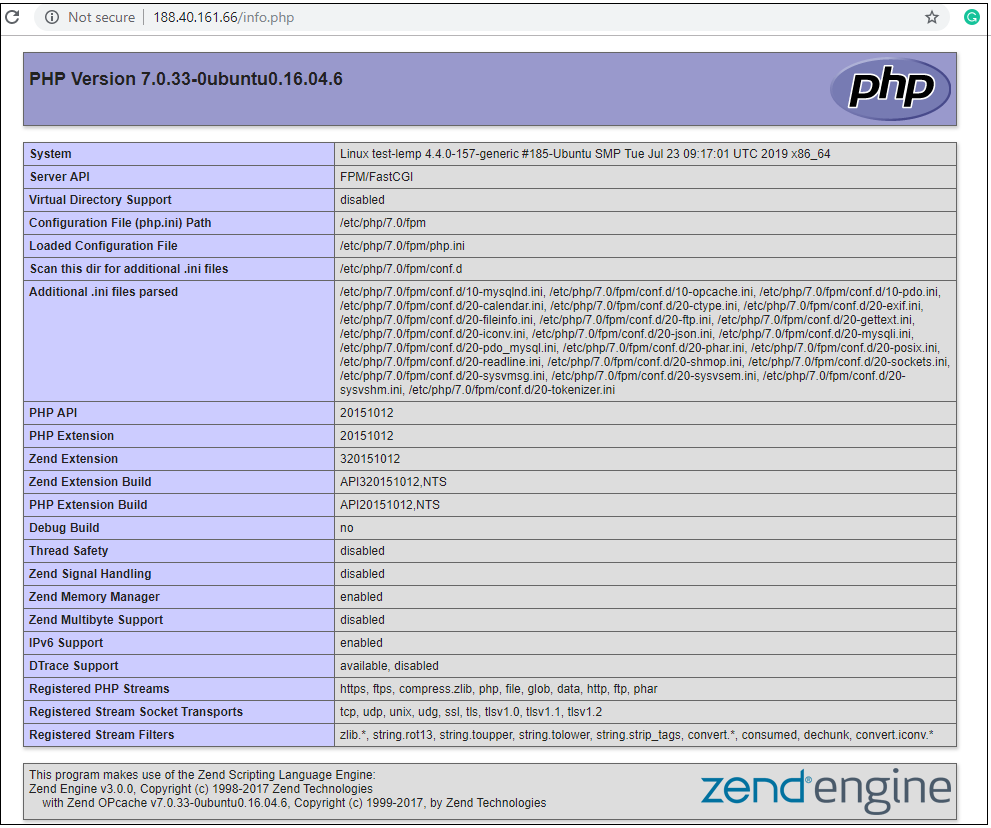 Not secure | 188.40.161.66/info.php
PHP Version 7.0.33-0ubuntu0.16.04.6
php
System Linux test-lemp 4.4.0-157-generic #185-Ubuntu SMP Tue Jul 23 09:17:01 UTC 2019 x86_64
Server API FPM/FastCGI
Virtual Directory Support disabled
Configuration File (php.ini) Path /etc/php/7.0/fpm
Loaded Configuration File /etc/php/7.0/fpm/php.ini
Scan this dir for additional .ini files /etc/php/7.0/fpm/conf.d
Additional .ini files parsed /etc/php/7.0/fpm/conf.d/10-mysqlnd.ini, /etc/php/7.0/fpm/conf.d/10-opcache.ini, /etc/php/7.0/fpm/conf.d/10-pdo.ini,
/etc/php/7.0/fpm/conf.d/20-calendar.ini, /etc/php/7.0/fpm/conf.d/20-ctype.ini, /etc/php/7.0/fpm/conf.d/20-exif.ini,
/etc/php/7.0/fpm/conf.d/20-fileinfo.ini, /etc/php/7.0/fpm/conf.d/20-ftp.ini, /etc/php/7.0/fpm/conf.d/20-gettext.ini,
/etc/php/7.0/fpm/conf.d/20-iconv.ini, /etc/php/7.0/fpm/conf.d/20-json.ini, /etc/php/7.0/fpm/conf.d/20-mysqli.ini,
/etc/php/7.0/fpm/conf.d/20-pdo_mysql.ini, /etc/php/7.0/fpm/conf.d/20-phar.ini, /etc/php/7.0/fpm/conf.d/20-posix.ini,
/etc/php/7.0/fpm/conf.d/20-readline.ini, /etc/php/7.0/fpm/conf.d/20-shmop.ini, /etc/php/7.0/fpm/conf.d/20-sockets.ini,
/etc/php/7.0/fpm/conf.d/20-sysvmsg.ini, /etc/php/7.0/fpm/conf.d/20-sysvsem.ini, /etc/php/7.0/fpm/conf.d/20-
sysvshm.ini, /etc/php/7.0/fpm/conf.d/20-tokenizer.ini
PHP API 20151012
PHP Extension 20151012
Zend Extension 320151012
Zend Extension Build API320151012,NTS
PHP Extension Build API20151012,NTS
Debug Build no
Thread Safety disabled
Zend Signal Handling disabled
Zend Memory Manager enabled
Zend Multibyte Support disabled
IPv6 Support enabled
DTrace Support available, disabled
Registered PHP Streams https, ftps, compress.zlib, php, file, glob, data, http, ftp, phar
Registered Stream Socket Transports tcp, udp, unix, udg, ssl, tls, tlsv1.0, tlsv1.1, tlsv1.2
Registered Stream Filters zlib.*, string.rot13, string.toupper, string.tolower, string.strip_tags, convert.*, consumed, dechunk, convert.iconv.*
This program makes use of the Zend Scripting Language Engine:
Zend Engine v3.0.0, Copyright (c) 1998-2017 Zend Technologies
with Zend OPcache v7.0.33-0ubuntu0.16.04.6, Copyright (c) 1999-2017, by Zend Technologies
zend® engine